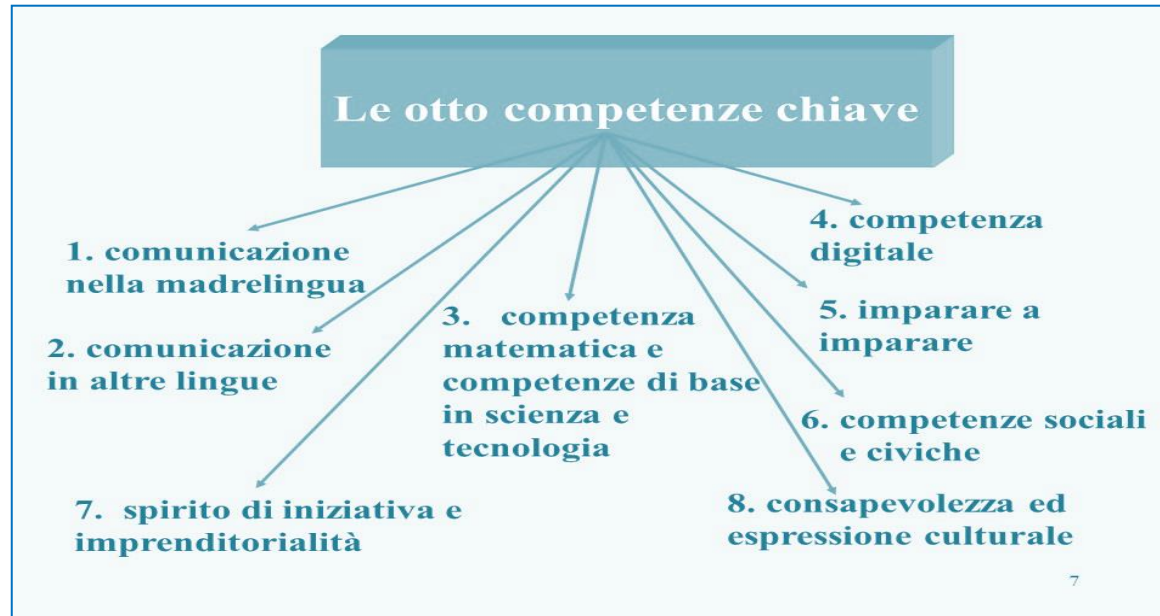 Le otto competenze chiave
1. comunicazione
nella madrelingua
2. comunicazione
in altre lingue
3. competenza
matematica e
competenze di base
in scienza e
tecnologia
4. competenza
digitale
5. imparare a
imparare
6. competenze sociali
e civiche
7. spirito di iniziativa e
imprenditorialità
8. consapevolezza ed
espressione culturale
7